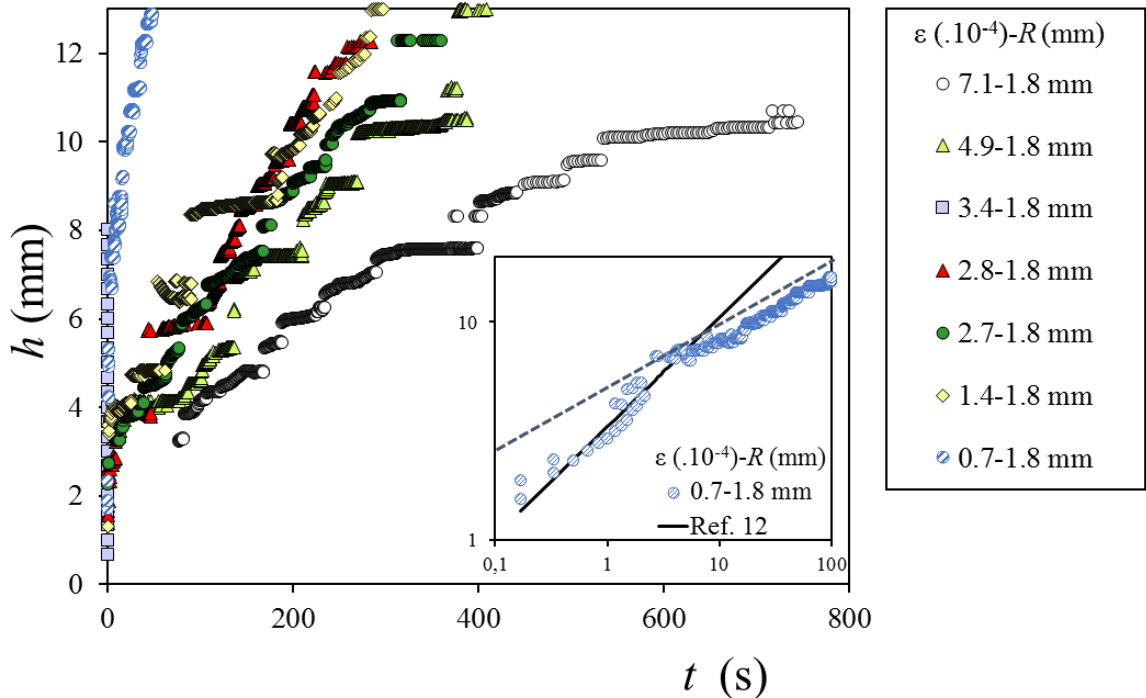 12
10
8
6
4
2
0
h (mm)
0
200
400
600
800
t (s)
10
1
0,1
1
10
100
ε (.10⁻⁴)-R (mm)
0.7-1.8 mm
Ref. 12
ε (.10⁻⁴)-R (mm)
7.1-1.8 mm
4.9-1.8 mm
3.4-1.8 mm
2.8-1.8 mm
2.7-1.8 mm
1.4-1.8 mm
0.7-1.8 mm